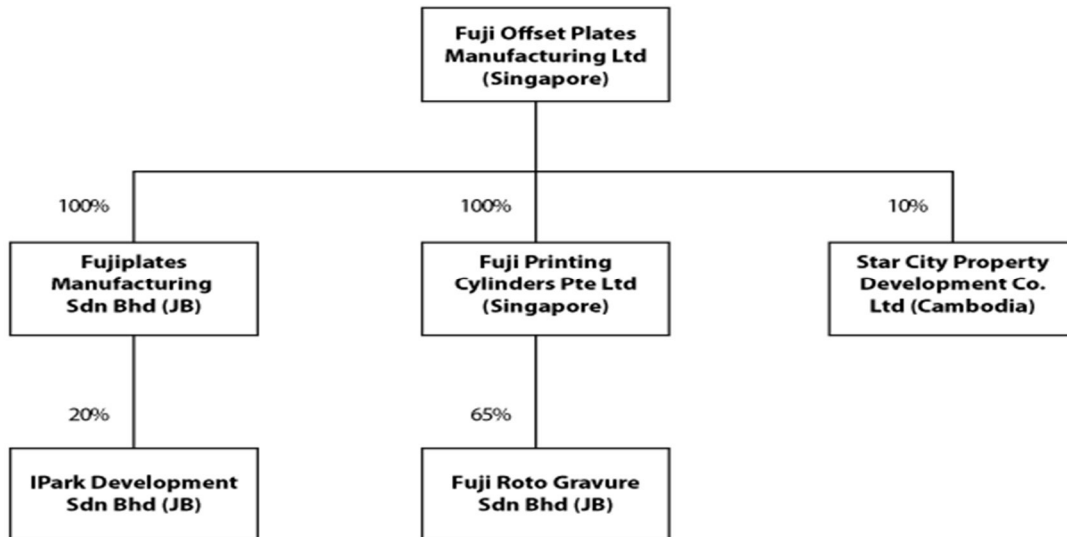 Fuji Offset Plates
Manufacturing Ltd
(Singapore)
100%
100%
10%
Fujiplates
Manufacturing
Sdn Bhd (JB)
Fuji Printing
Cylinders Pte Ltd
(Singapore)
Star City Property
Development Co.
Ltd (Cambodia)
20%
65%
IPark Development
Sdn Bhd (JB)
Fuji Roto Gravure
Sdn Bhd (JB)